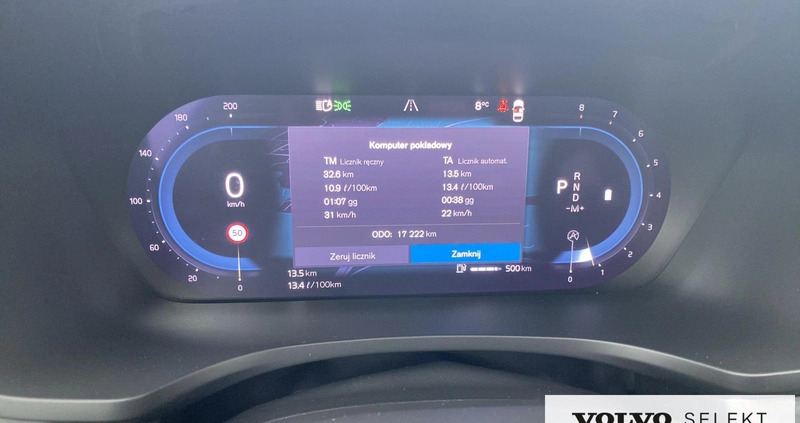 200 8°C 8
180 7
140 6
100 5
60 4
20 3
0 2
1
0
Komputer pokładowy
TM Licznik ręczny TA Licznik automat.
32.6 km 13.5 km
10.9 ℓ/100km 13.4 ℓ/100km
01:07 gg 00:38 gg
31 km/h 22 km/h
ODO: 17 222 km
Zeruj licznik Zamknij
0
km/h
50
P
R
N
D
-M+
13.5 km 500 km
13.4 ℓ/100km
VOLVO SELEKT